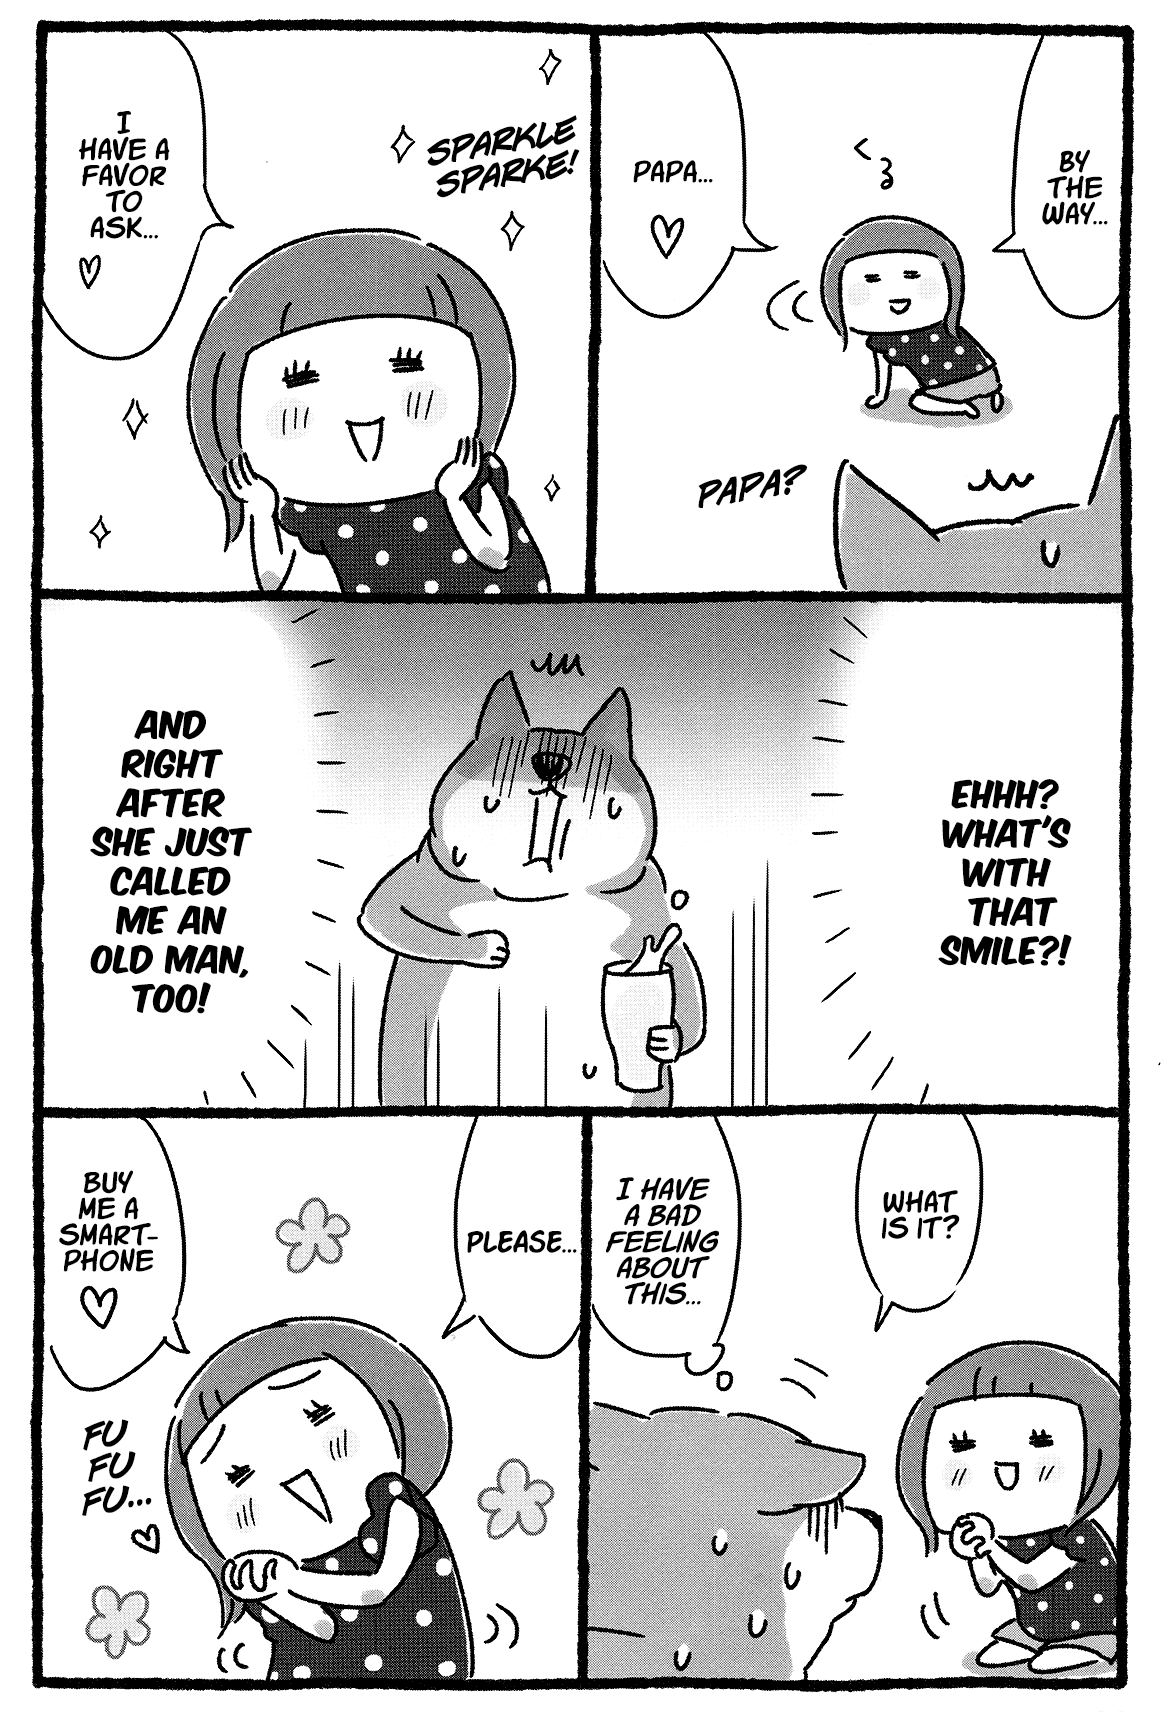 BY
THE
WAY...
PAPA...
PAPA?
I
HAVE A
FAVOR
TO
ASK...
SPARKLE
SPARKE!
EHHH?
WHAT'S
WITH
THAT
SMILE?!
AND
RIGHT
AFTER
SHE JUST
CALLED
ME AN
OLD MAN,
TOO!
WHAT
IS IT?
I HAVE
A BAD
FEELING
ABOUT
THIS...
PLEASE...
BUY
ME A
SMART-
PHONE
FU
FU
FU...